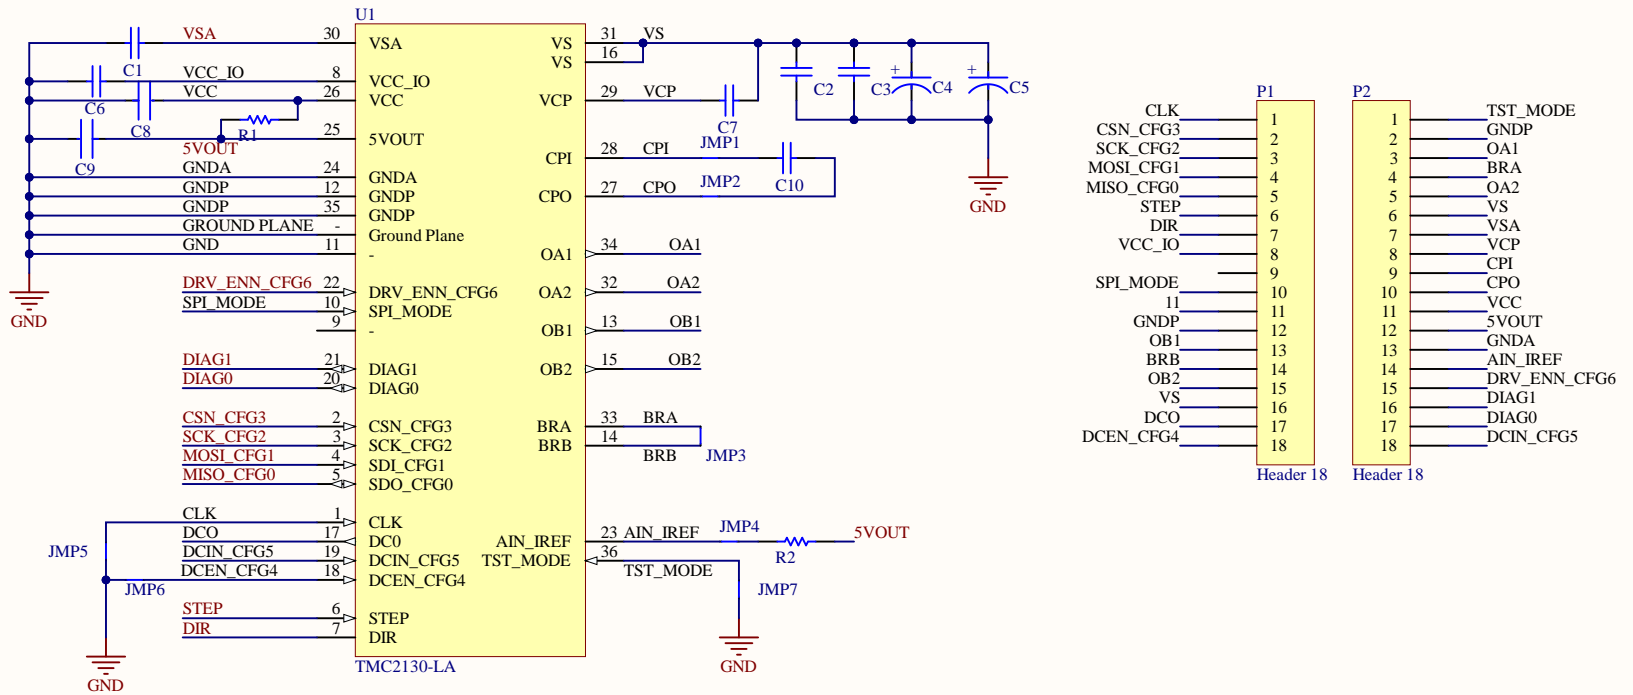 U1
VSA 30 VSA VS 31 VS
C1 VS 16
VCC_IO 8 VCC_IO
VCC 26 VCC VCP 29 VCP
C6 C8 C7
C2 C3 + C4 + C5
R1
25 5VOUT
5VOUT
C9
GNDA 24 GNDA CPI 28 CPI JMP1
C10
GNDP 12 GNDP CPO 27 CPO JMP2
GNDP 35 GNDP
GND
GROUND PLANE - Ground Plane
GND 11 - OA1 34 OA1
GND
DRV_ENN_CFG6 22 DRV_ENN_CFG6 OA2 32 OA2
SPI_MODE 10 SPI_MODE
9 - OB1 13 OB1
DIAG1 21 DIAG1 OB2 15 OB2
DIAG0 20 DIAG0
CSN_CFG3 2 CSN_CFG3 BRA 33 BRA
SCK_CFG2 3 SCK_CFG2 BRB 14 BRB
JMP3
MOSI_CFG1 4 SDI_CFG1
MISO_CFG0 5 SDO_CFG0
CLK 1 CLK
DCO 17 DC0 AIN_IREF 23 AIN_IREF JMP4 R2 5VOUT
JMP5
DCIN_CFG5 19 DCIN_CFG5 TST_MODE 36 TST_MODE
DCEN_CFG4 18 DCEN_CFG4
JMP6
JMP7
STEP 6 STEP
DIR 7 DIR
GND
GND
TMC2130-LA
P1
CLK 1
CSN_CFG3 2
SCK_CFG2 3
MOSI_CFG1 4
MISO_CFG0 5
STEP 6
DIR 7
VCC_IO 8
9
SPI_MODE 10
11 11
GNDP 12
OB1 13
BRB 14
OB2 15
VS 16
DCO 17
DCEN_CFG4 18
Header 18
P2
1 TST_MODE
2 GNDP
3 OA1
4 BRA
5 OA2
6 VS
7 VSA
8 VCP
9 CPI
10 CPO
11 VCC
12 5VOUT
13 GNDA
14 AIN_IREF
15 DRV_ENN_CFG6
16 DIAG1
17 DIAG0
18 DCIN_CFG5
Header 18